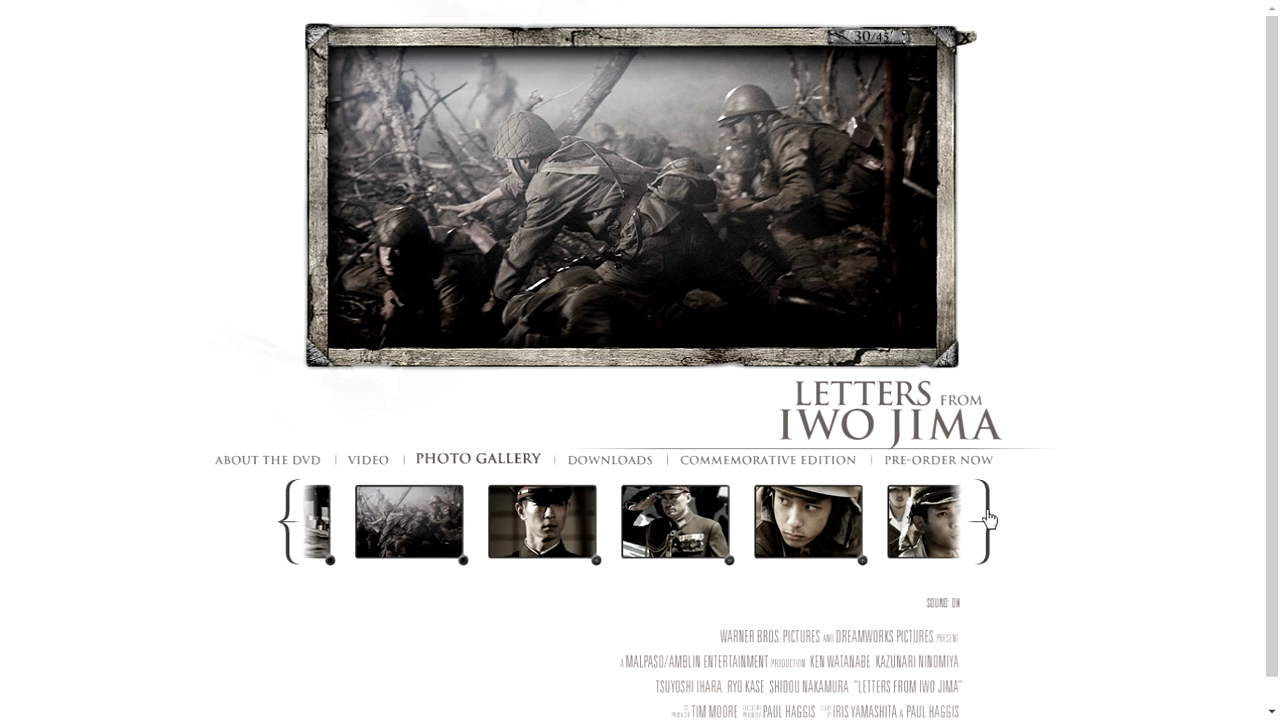 30/45 X
LETTERS FROM
IWO JIMA
ABOUT THE DVD VIDEO PHOTO GALLERY DOWNLOADS COMMEMORATIVE EDITION PRE-ORDER NOW
SOUND: ON
WARNER BROS. PICTURES AND DREAMWORKS PICTURES PRESENT
A MALPASO/AMBLIN ENTERTAINMENT PRODUCTION KEN WATANABE KAZUNARI NINOMIYA
TSUYOSHI IHARA RYO KASE SHIDOU NAKAMURA "LETTERS FROM IWO JIMA"
TIM MOORE PAUL HAGGIS IRIS YAMASHITA & PAUL HAGGIS